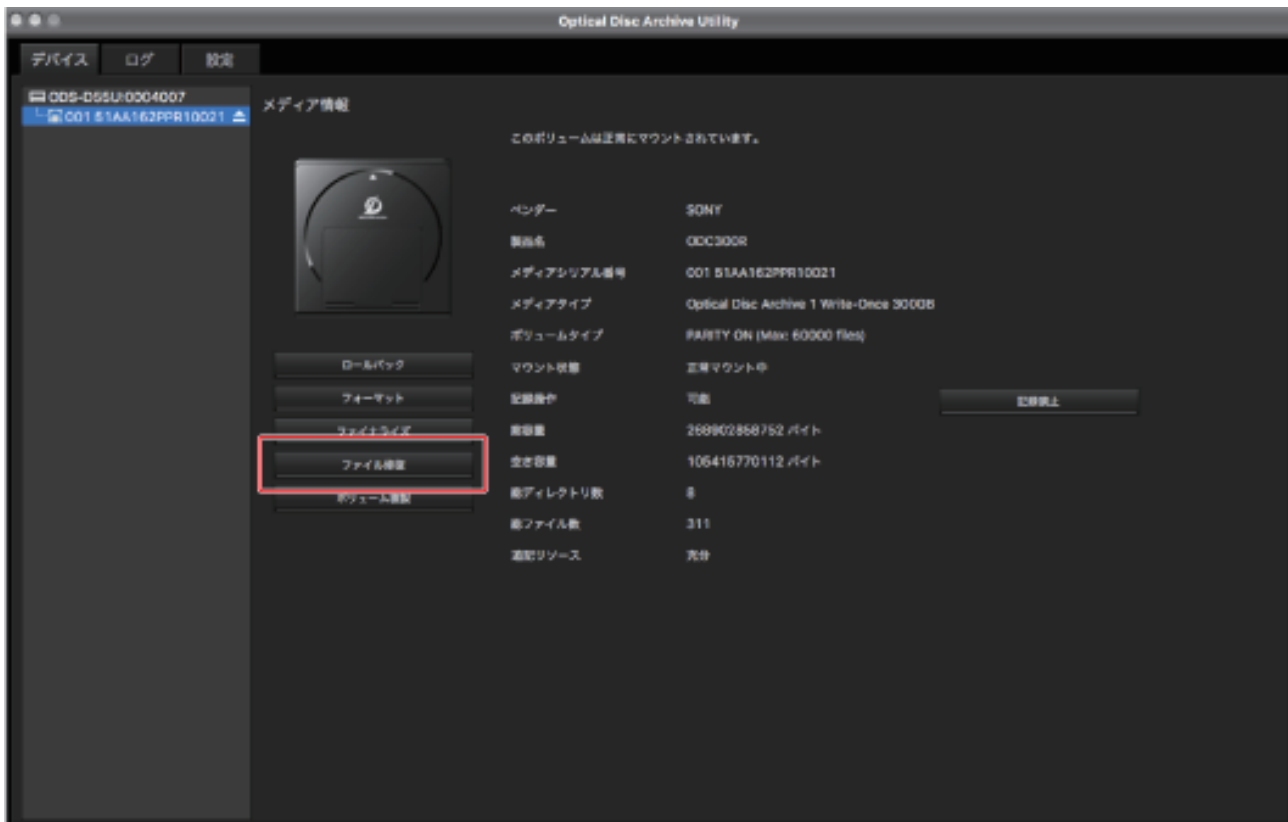 Optical Disc Archive Utility
デバイス ログ 設定
ODS-D55U:0004007
001 51AA162PPR10021
メディア情報
このボリュームは正常にマウントされています。
ベンダー SONY
製品名 ODC300R
メディアシリアル番号 001 51AA162PPR10021
メディアタイプ Optical Disc Archive 1 Write-Once 300GB
ボリュームタイプ PARITY ON (Max: 60000 files)
ロールバック
マウント状態 正常マウント中
フォーマット
記録操作 可能 記録禁止
ファイナライズ
総容量 268902868752 バイト
ファイル修復
空き容量 105415770112 バイト
ボリューム複製
総ディレクトリ数 8
総ファイル数 311
追記リソース 充分